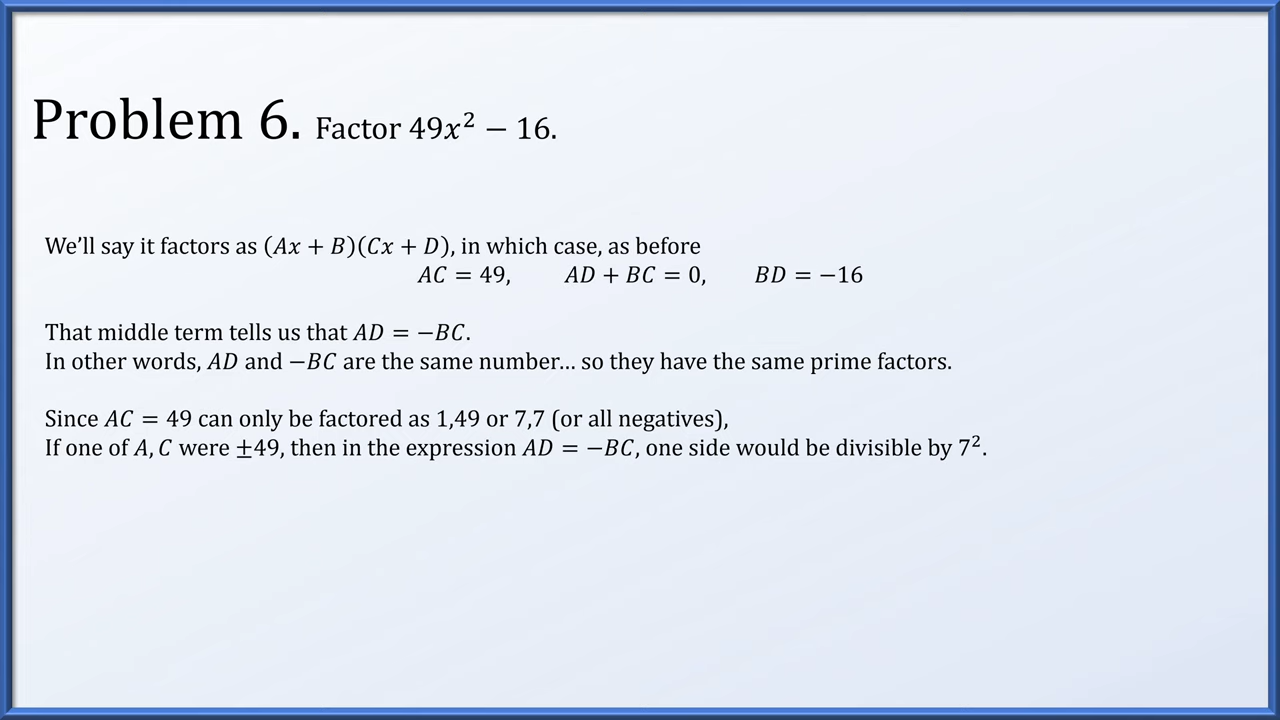 Problem 6. Factor 49𝑥² − 16.
We’ll say it factors as (𝐴𝑥 + 𝐵)(𝐶𝑥 + 𝐷), in which case, as before
𝐴𝐶 = 49, 𝐴𝐷 + 𝐵𝐶 = 0, 𝐵𝐷 = −16
That middle term tells us that 𝐴𝐷 = −𝐵𝐶.
In other words, 𝐴𝐷 and −𝐵𝐶 are the same number… so they have the same prime factors.
Since 𝐴𝐶 = 49 can only be factored as 1,49 or 7,7 (or all negatives),
If one of 𝐴, 𝐶 were ±49, then in the expression 𝐴𝐷 = −𝐵𝐶, one side would be divisible by 7².